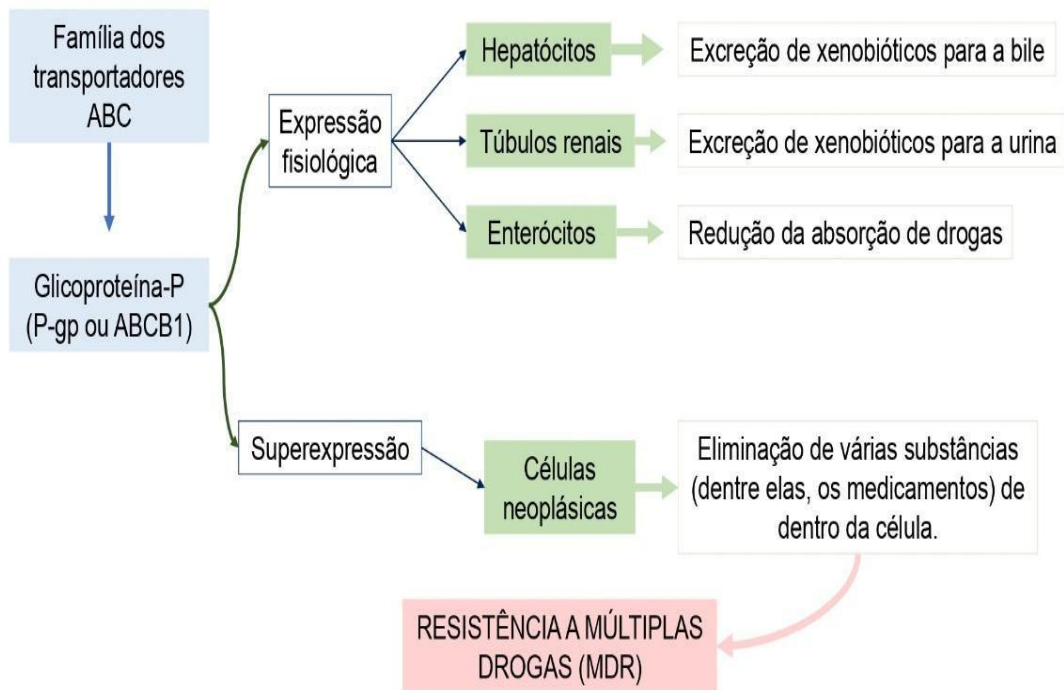 Família dos
transportadores
ABC
Glicoproteína-P
(P-gp ou ABCB1)
Expressão
fisiológica
Hepatócitos
Excreção de xenobióticos para a bile
Túbulos renais
Excreção de xenobióticos para a urina
Enterócitos
Redução da absorção de drogas
Superexpressão
Células
neoplásicas
Eliminação de várias substâncias
(dentre elas, os medicamentos) de
dentro da célula.
RESISTÊNCIA A MÚLTIPLAS
DROGAS (MDR)